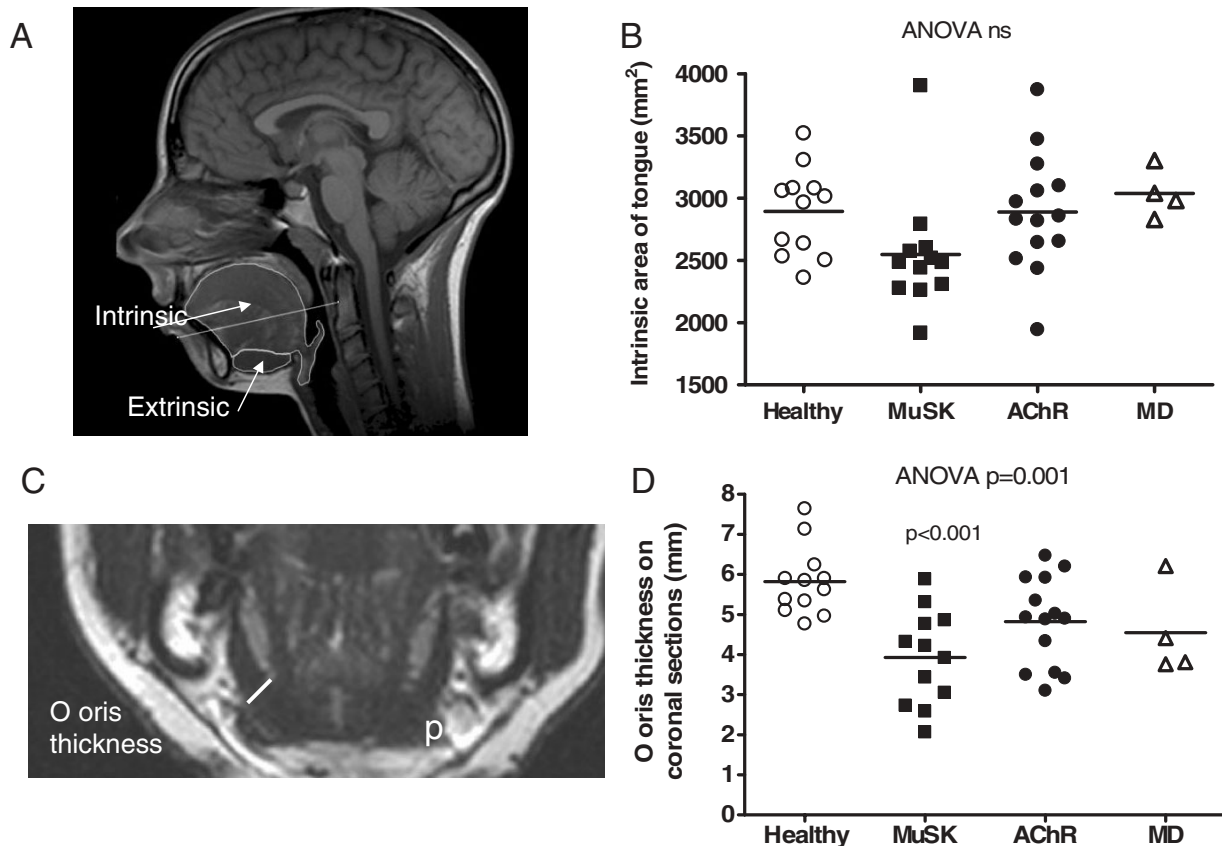 A
Intrinsic
Extrinsic
B
ANOVA ns
Intrinsic area of tongue (mm²)
4000
3500
3000
2500
2000
1500
Healthy MuSK AChR MD
C
O oris
thickness
p
D
ANOVA p=0.001
p<0.001
O oris thickness on
coronal sections (mm)
8
7
6
5
4
3
2
1
0
Healthy MuSK AChR MD